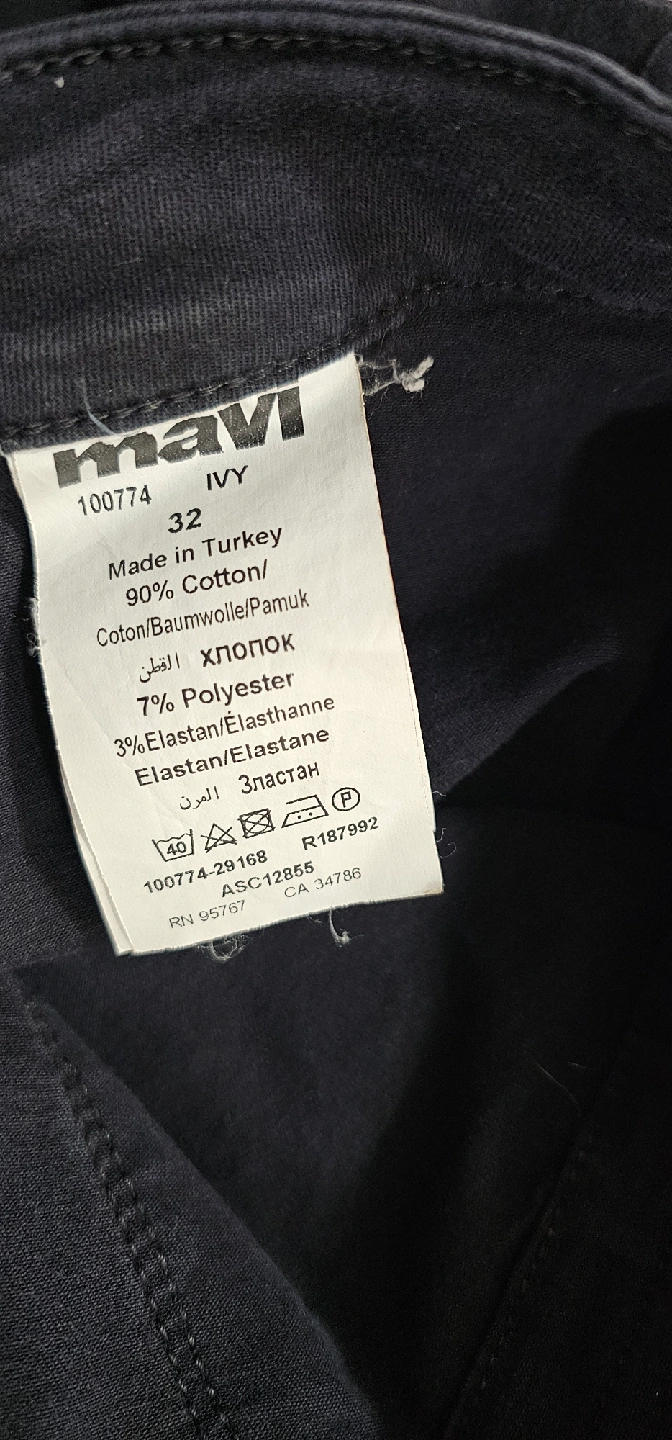 mavi
100774 IVY
32
Made in Turkey
90% Cotton/
Coton/Baumwolle/Pamuk
القطن хлопок
7% Polyester
3%Elastan/Élasthanne
Elastan/Elastane
المرن Эластан
40 P
100774-29168 R187992
ASC12855
RN 95767 CA 34786